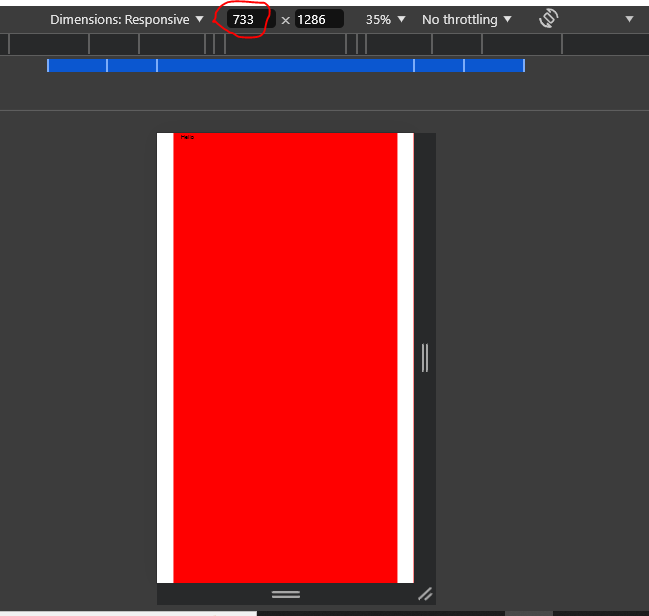 Dimensions: Responsive ▼ 733 × 1286 35% ▼ No throttling ▼